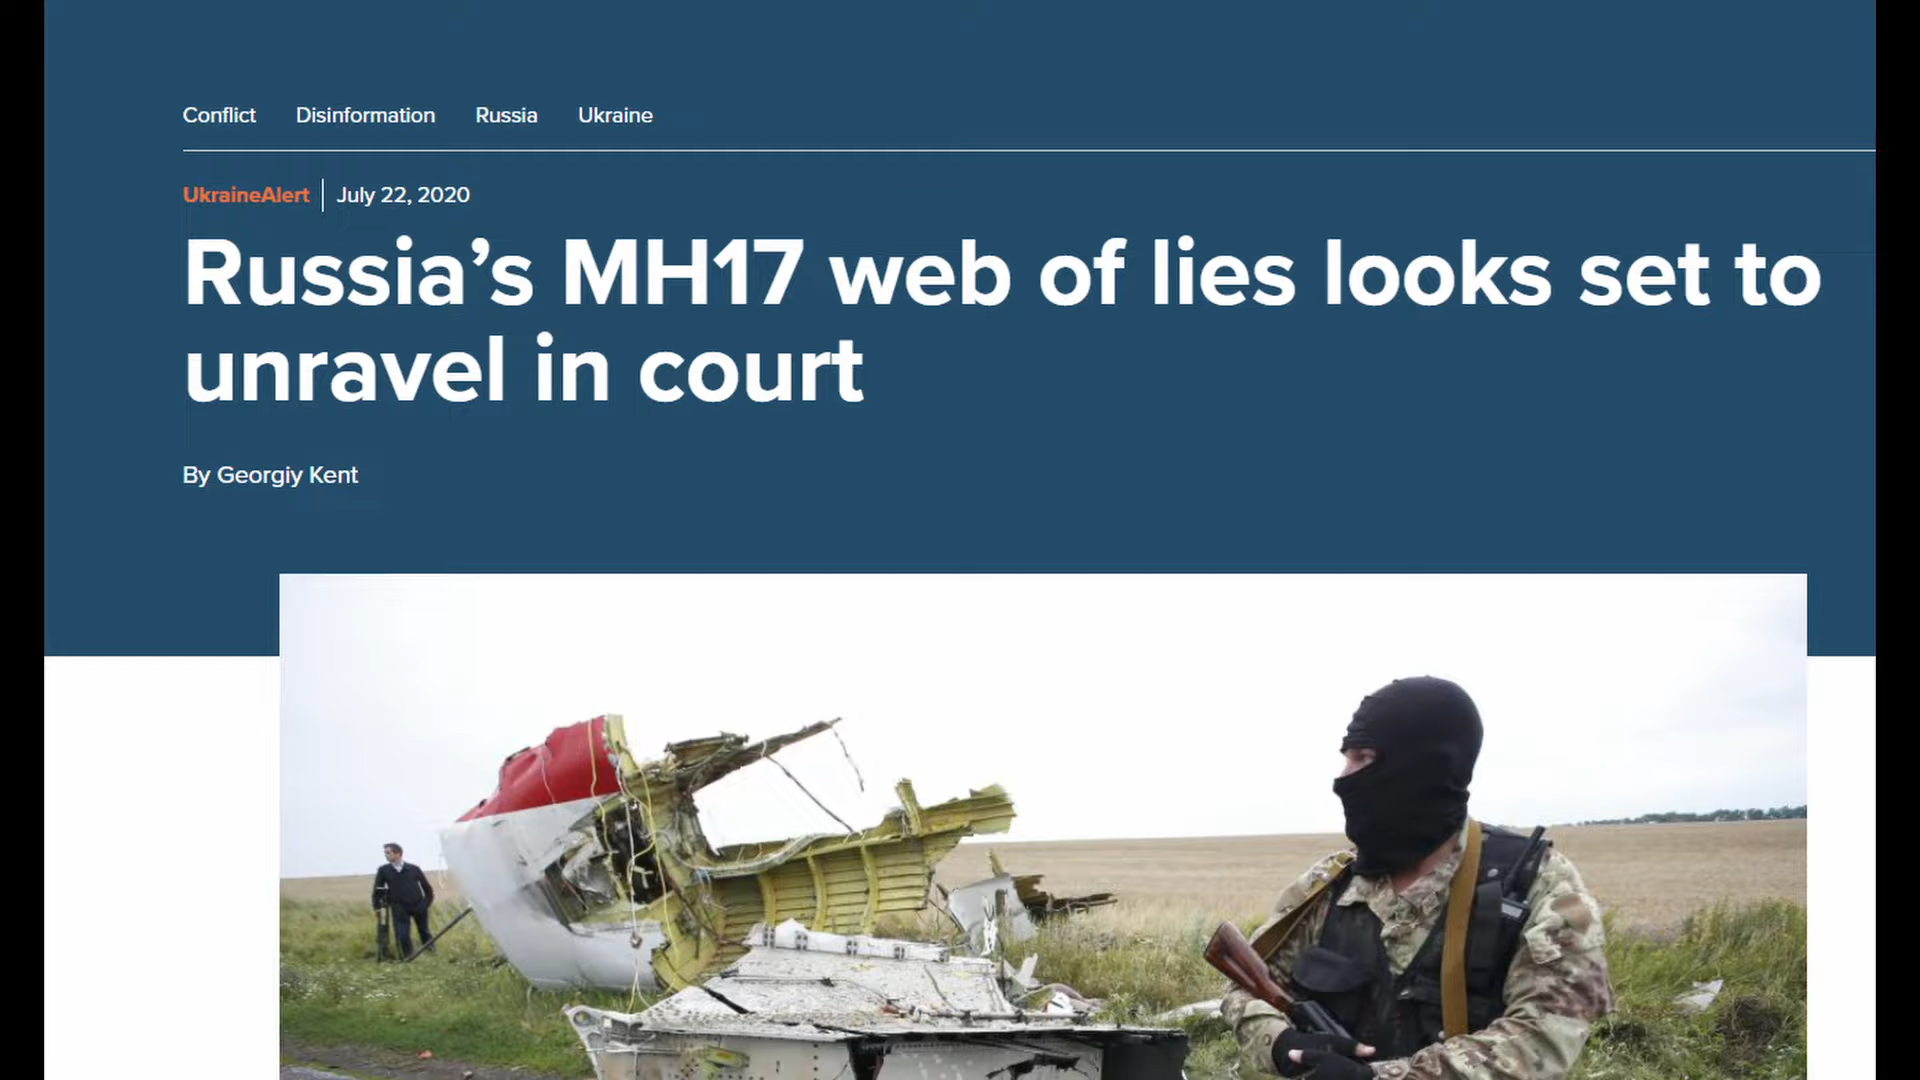 Conflict Disinformation Russia Ukraine
UkraineAlert July 22, 2020
Russia’s MH17 web of lies looks set to
unravel in court
By Georgiy Kent